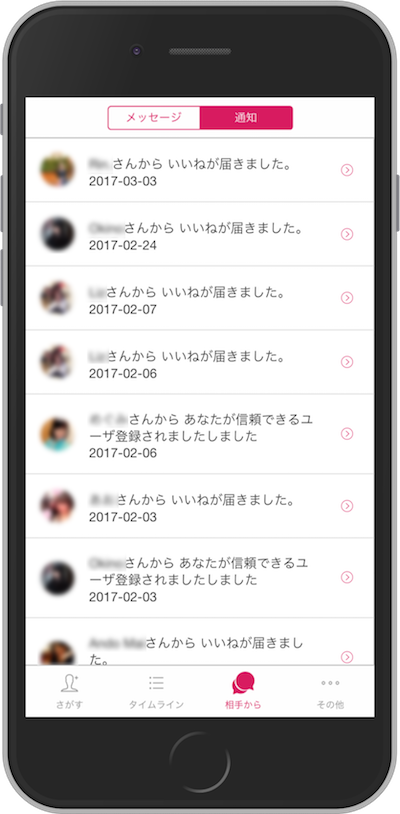 メッセージ 通知
さんから いいねが届きました。
2017-03-03
さんから いいねが届きました。
2017-02-24
さんから いいねが届きました。
2017-02-07
さんから いいねが届きました。
2017-02-06
さんから あなたが信頼できるユ
ーザ登録されましたしました
2017-02-06
さんから いいねが届きました。
2017-02-03
さんから あなたが信頼できるユ
ーザ登録されましたしました
2017-02-03
さんから いいねが届きまし
た。
さがす タイムライン 相手から その他